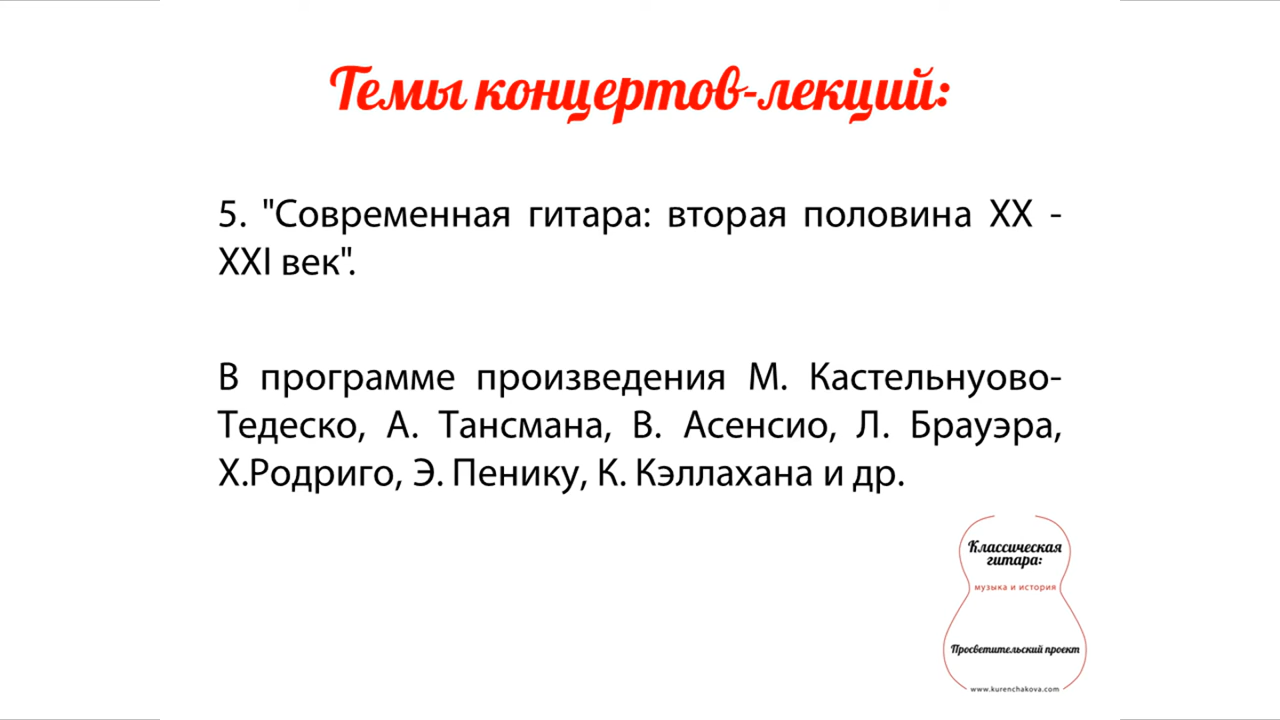 Темы концертов-лекций:
5. "Современная гитара: вторая половина XX -
XXI век".
В программе произведения М. Кастельнуово-
Тедеско, А. Тансмана, В. Асенсио, Л. Брауэра,
Х.Родриго, Э. Пенику, К. Кэллахана и др.
Классическая
гитара:
музыка и история
Просветительский проект
www.kurenchakova.com